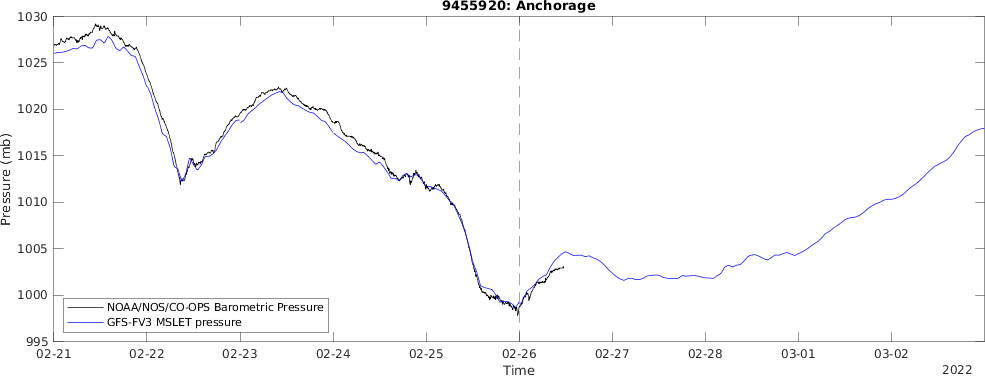 9455920: Anchorage
1030
1025
1020
1015
1010
1005
1000
995
Pressure (mb)
NOAA/NOS/CO-OPS Barometric Pressure
GFS-FV3 MSLET pressure
02-21 02-22 02-23 02-24 02-25 02-26 02-27 02-28 03-01 03-02
Time
2022